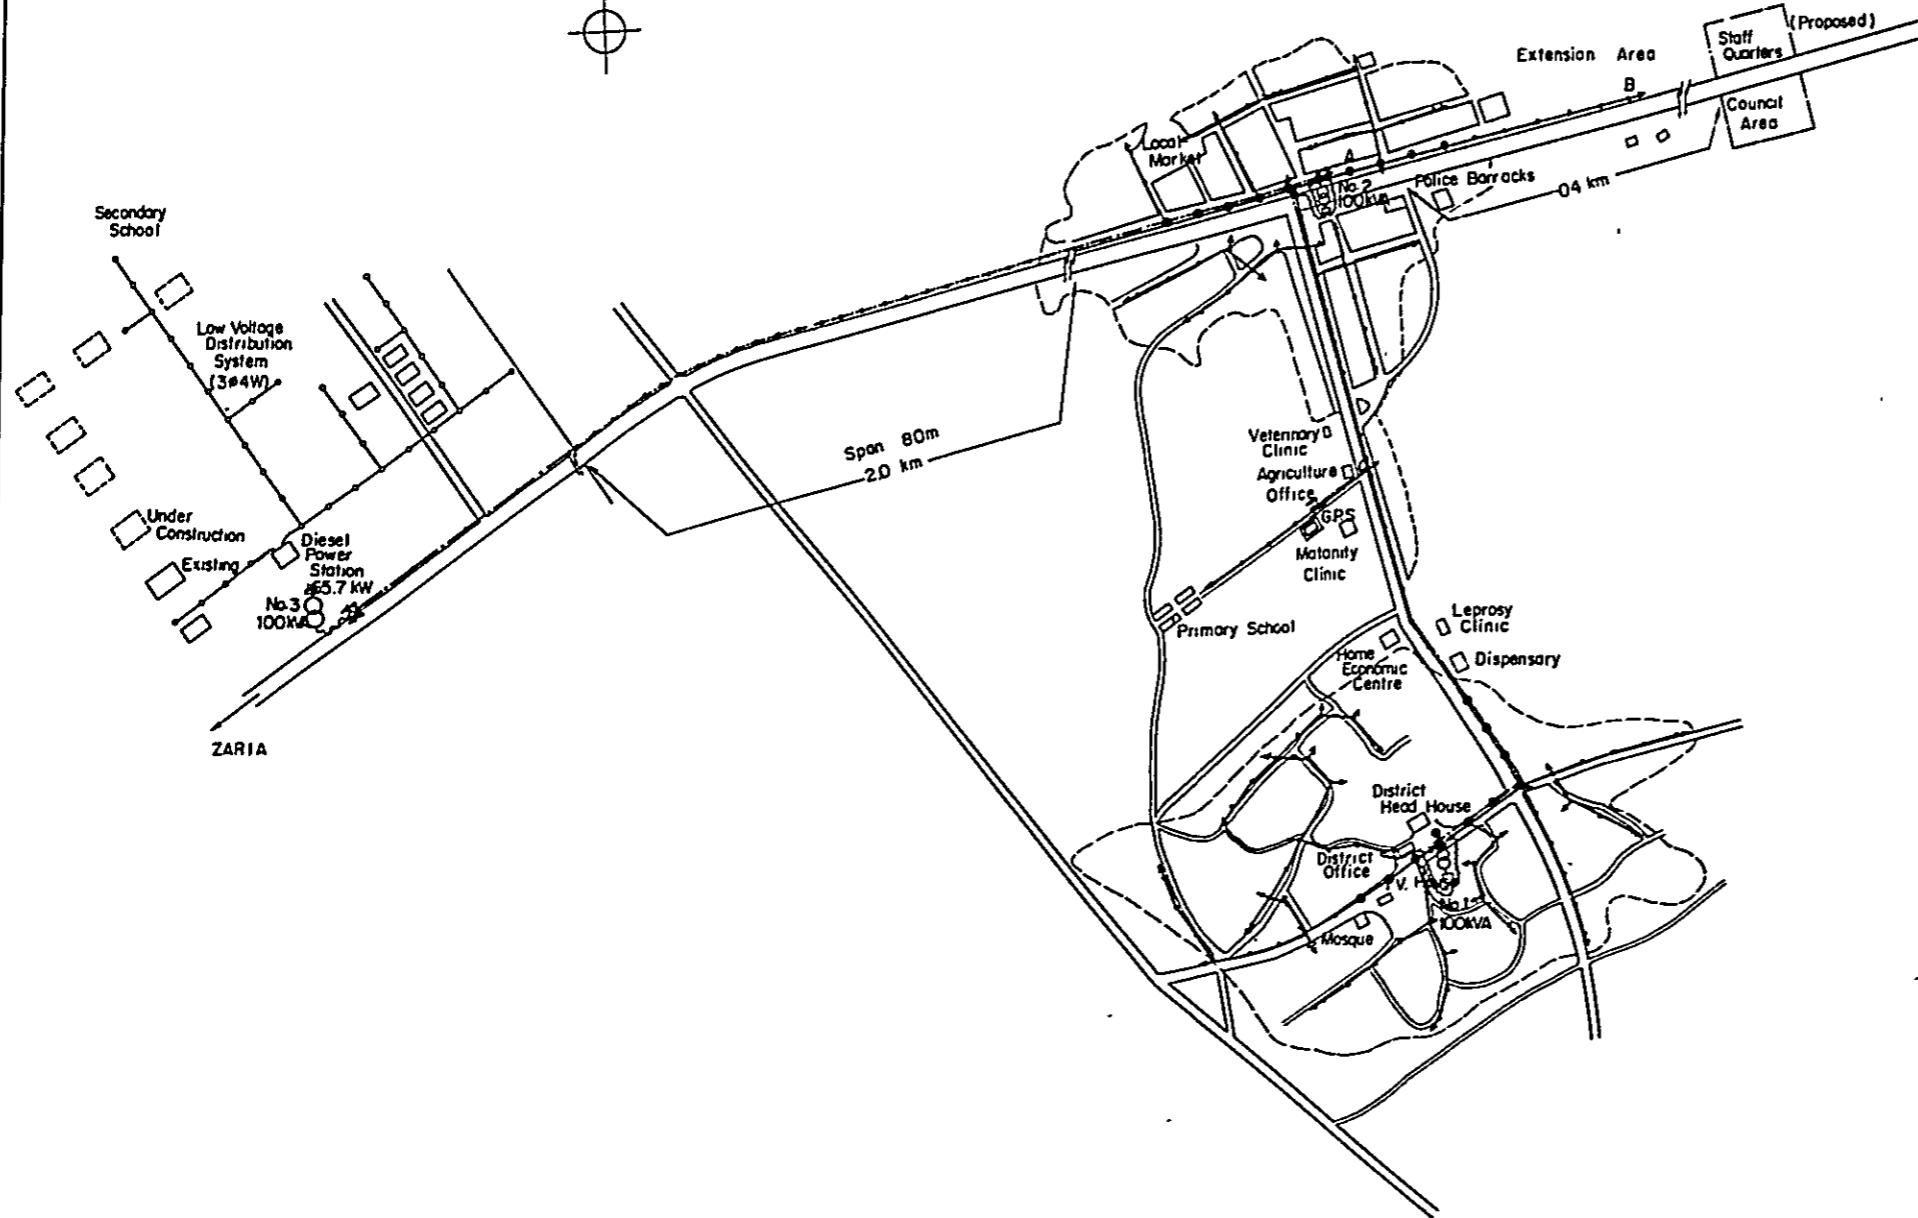 (Proposed)
Staff
Quarters
Extension Area
B
Council
Area
Local
Market
A
No.2
100kVA
Police Barracks
0.4 km
Secondary
School
Low Voltage
Distribution
System
(3ø4W)
Span 80m
2.0 km
Veterinary
Clinic
Agriculture
Office
G.R.S
Matanity
Clinic
Under
Construction
Existing
Diesel
Power
Station
65.7 kW
No.3
100kVA
Primary School
Leprosy
Clinic
Dispensary
Home
Economic
Centre
ZARIA
District
Head House
District
Office
No.1
100kVA
Mosque